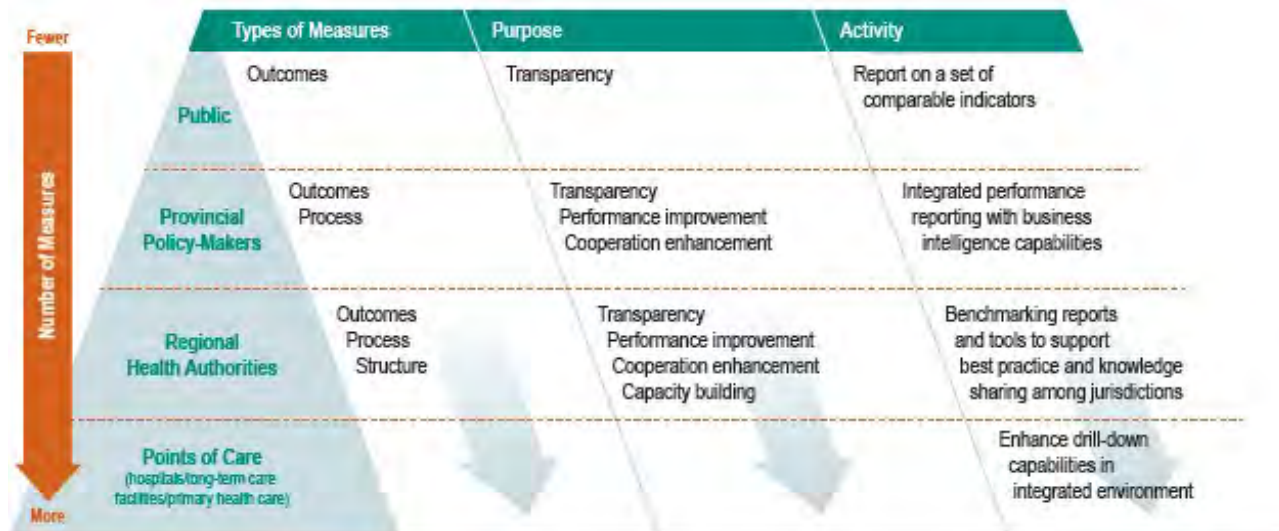 Fewer
Number of Measures
More
Types of Measures
Purpose
Activity
Public
Outcomes
Transparency
Report on a set of
comparable indicators
Provincial
Policy-Makers
Outcomes
Process
Transparency
Performance improvement
Cooperation enhancement
Integrated performance
reporting with business
intelligence capabilities
Regional
Health Authorities
Outcomes
Process
Structure
Transparency
Performance improvement
Cooperation enhancement
Capacity building
Benchmarking reports
and tools to support
best practice and knowledge
sharing among jurisdictions
Points of Care
(hospitals/long-term care
facilities/primary health care)
Enhance drill-down
capabilities in
integrated environment